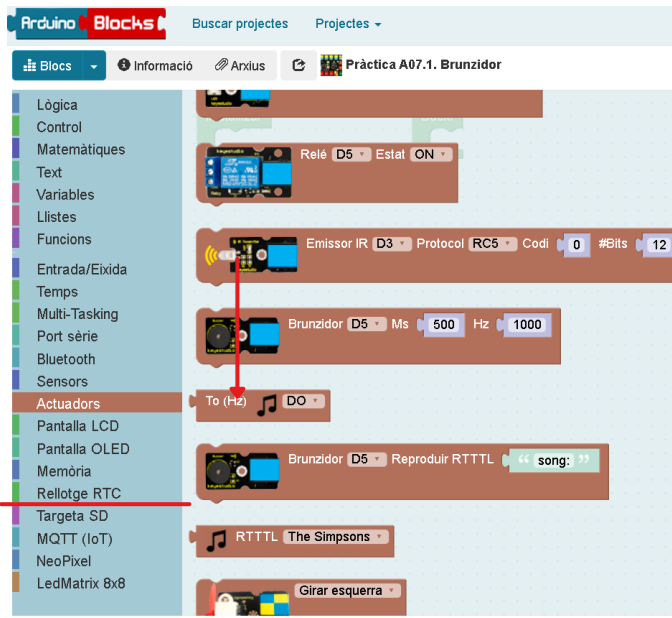 Arduino Blocks
Buscar projectes
Projectes
Blocs
Informació
Arxius
Pràctica A07.1. Brunzidor
Lògica
Control
Matemàtiques
Text
Variables
Llistes
Funcions
Entrada/Eixida
Temps
Multi-Tasking
Port sèrie
Bluetooth
Sensors
Actuadors
Pantalla LCD
Pantalla OLED
Memòria
Rellotge RTC
Targeta SD
MQTT (IoT)
NeoPixel
LedMatrix 8x8
Relé D5 Estat ON
Emissor IR D3 Protocol RC5 Codi 0 #Bits 12
Brunzidor D5 Ms 500 Hz 1000
To (Hz) DO
Brunzidor D5 Reproduir RTTTL “ song: ”
RTTTL The Simpsons
Girar esquerra